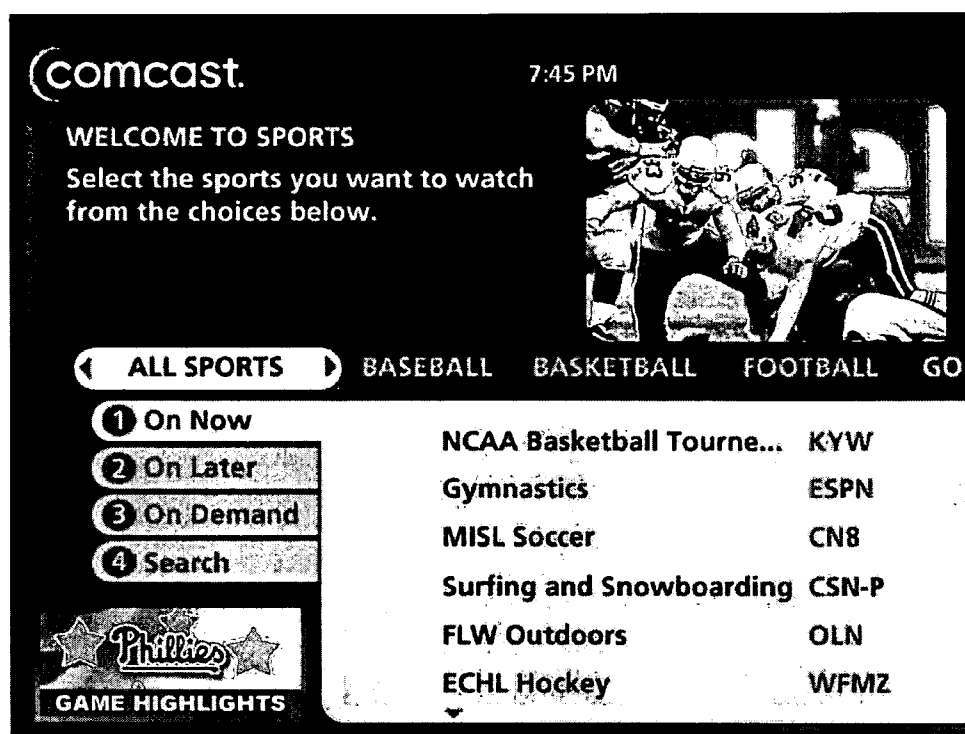 comcast.
7:45 PM
WELCOME TO SPORTS
Select the sports you want to watch
from the choices below.
ALL SPORTS BASEBALL BASKETBALL FOOTBALL GO
1 On Now
2 On Later
3 On Demand
4 Search
NCAA Basketball Tourne... KYW
Gymnastics ESPN
MISL Soccer CN8
Surfing and Snowboarding CSN-P
FLW Outdoors OLN
ECHL Hockey WFMZ
Phillies
GAME HIGHLIGHTS